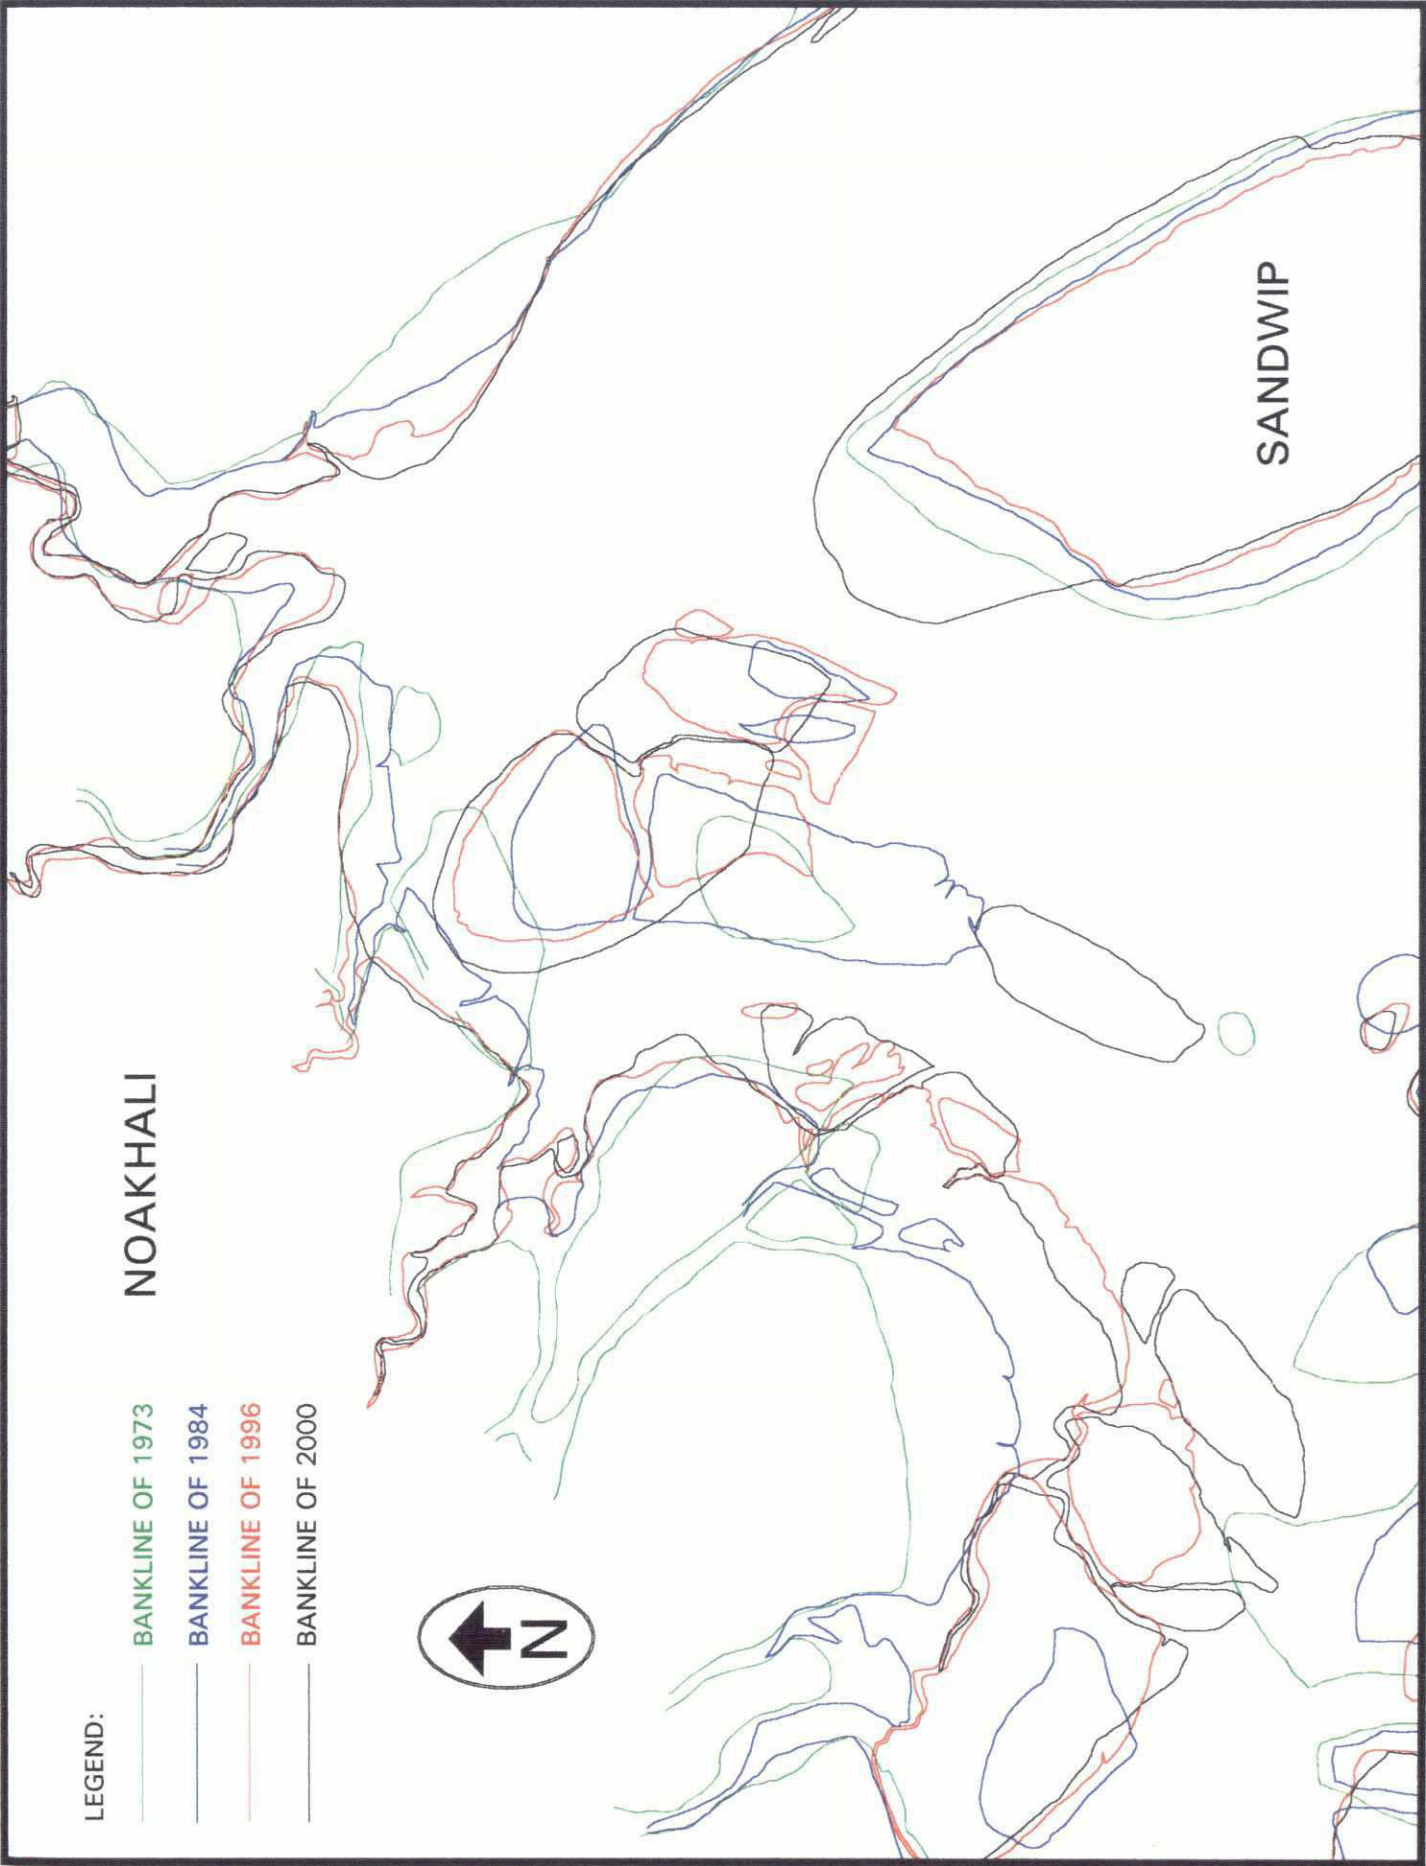 LEGEND:
BANKLINE OF 1973
BANKLINE OF 1984
BANKLINE OF 1996
BANKLINE OF 2000
N
NOAKHALI
SANDWIP